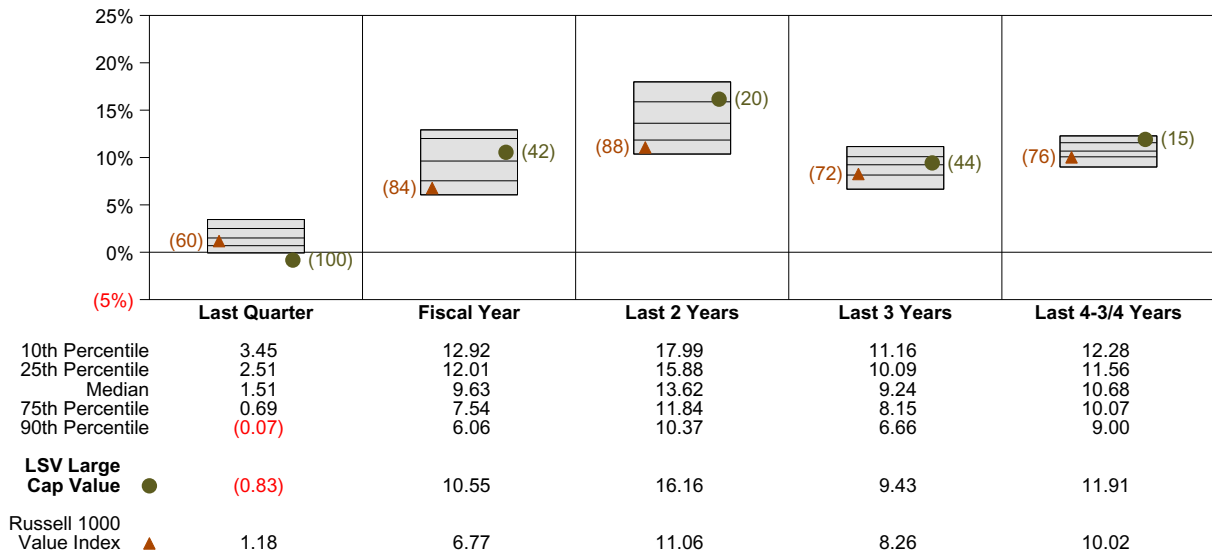 25%
20%
15%
10%
5%
0%
(5%)
(60)
(100)
(84)
(42)
(88)
(20)
(72)
(44)
(76)
(15)
Last Quarter Fiscal Year Last 2 Years Last 3 Years Last 4-3/4 Years
10th Percentile 3.45 12.92 17.99 11.16 12.28
25th Percentile 2.51 12.01 15.88 10.09 11.56
Median 1.51 9.63 13.62 9.24 10.68
75th Percentile 0.69 7.54 11.84 8.15 10.07
90th Percentile (0.07) 6.06 10.37 6.66 9.00
LSV Large
Cap Value (0.83) 10.55 16.16 9.43 11.91
Russell 1000
Value Index 1.18 6.77 11.06 8.26 10.02